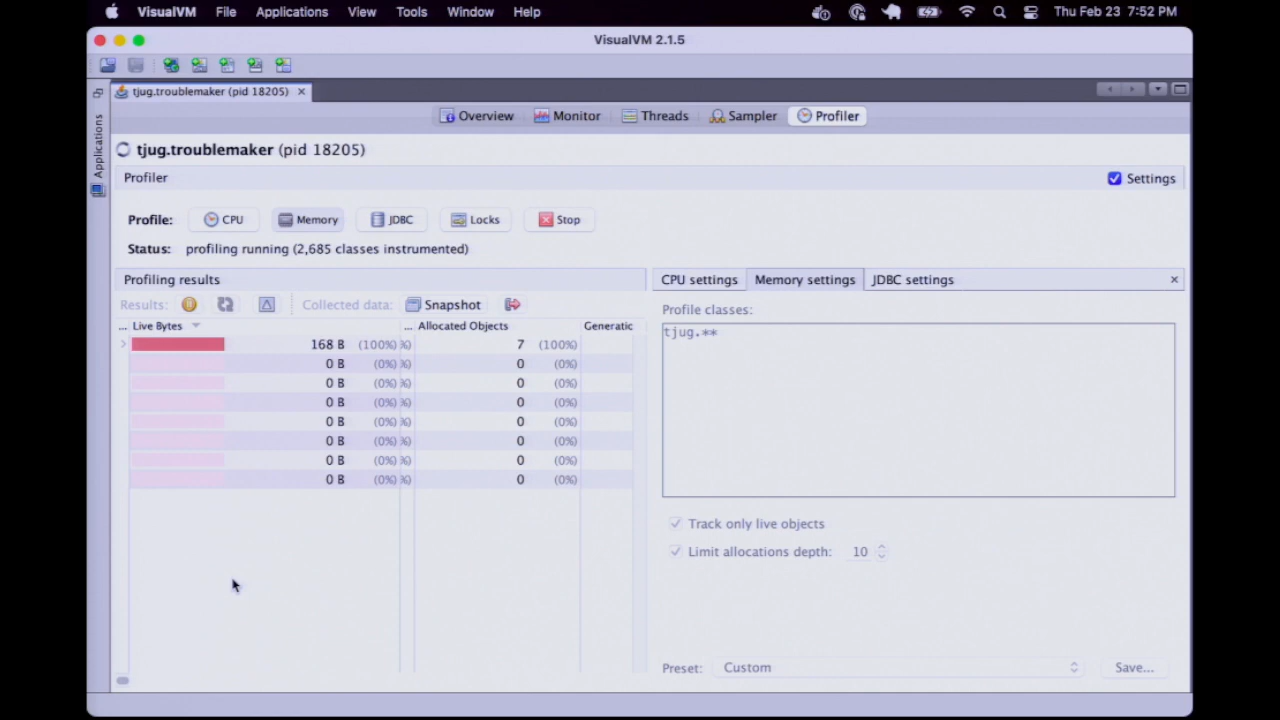 VisualVM File Applications View Tools Window Help Thu Feb 23 7:52 PM
VisualVM 2.1.5
tjug.troublemaker (pid 18205)
Applications
Overview Monitor Threads Sampler Profiler
tjug.troublemaker (pid 18205)
Profiler Settings
Profile: CPU Memory JDBC Locks Stop
Status: profiling running (2,685 classes instrumented)
Profiling results
Results: Collected data: Snapshot
... Live Bytes ... Allocated Objects Generatic
168 B (100%) %) 7 (100%)
0 B (0%) %) 0 (0%)
0 B (0%) %) 0 (0%)
0 B (0%) %) 0 (0%)
0 B (0%) %) 0 (0%)
0 B (0%) %) 0 (0%)
0 B (0%) %) 0 (0%)
0 B (0%) %) 0 (0%)
CPU settings Memory settings JDBC settings
Profile classes:
tjug.**
Track only live objects
Limit allocations depth: 10
Preset: Custom Save...